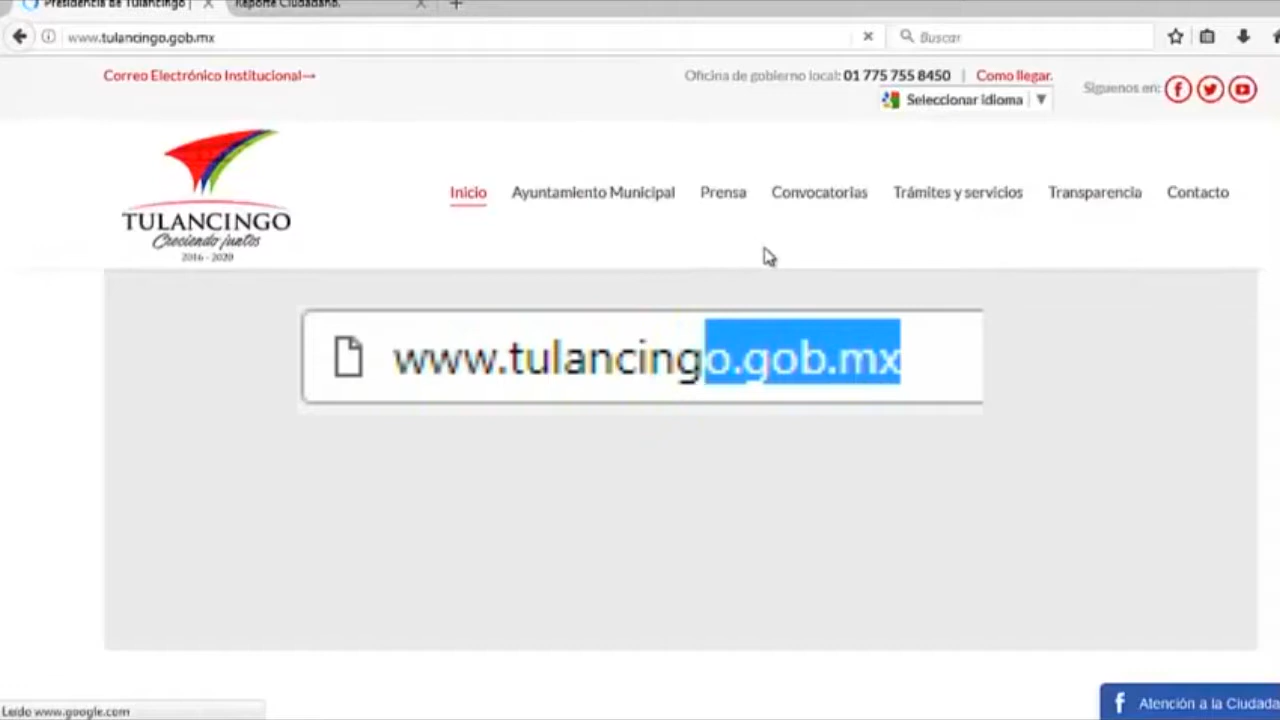 Presidencia de Tulancingo |
Reporte Ciudadano.
www.tulancingo.gob.mx
Buscar
Correo Electrónico Institucional→
Oficina de gobierno local: 01 775 755 8450 | Como llegar.
Siguenos en:
Seleccionar idioma
TULANCINGO
Creciendo juntos
2016 - 2020
Inicio Ayuntamiento Municipal Prensa Convocatorias Trámites y servicios Transparencia Contacto
www.tulancingo.gob.mx
Atención a la Ciudada
Leído www.google.com